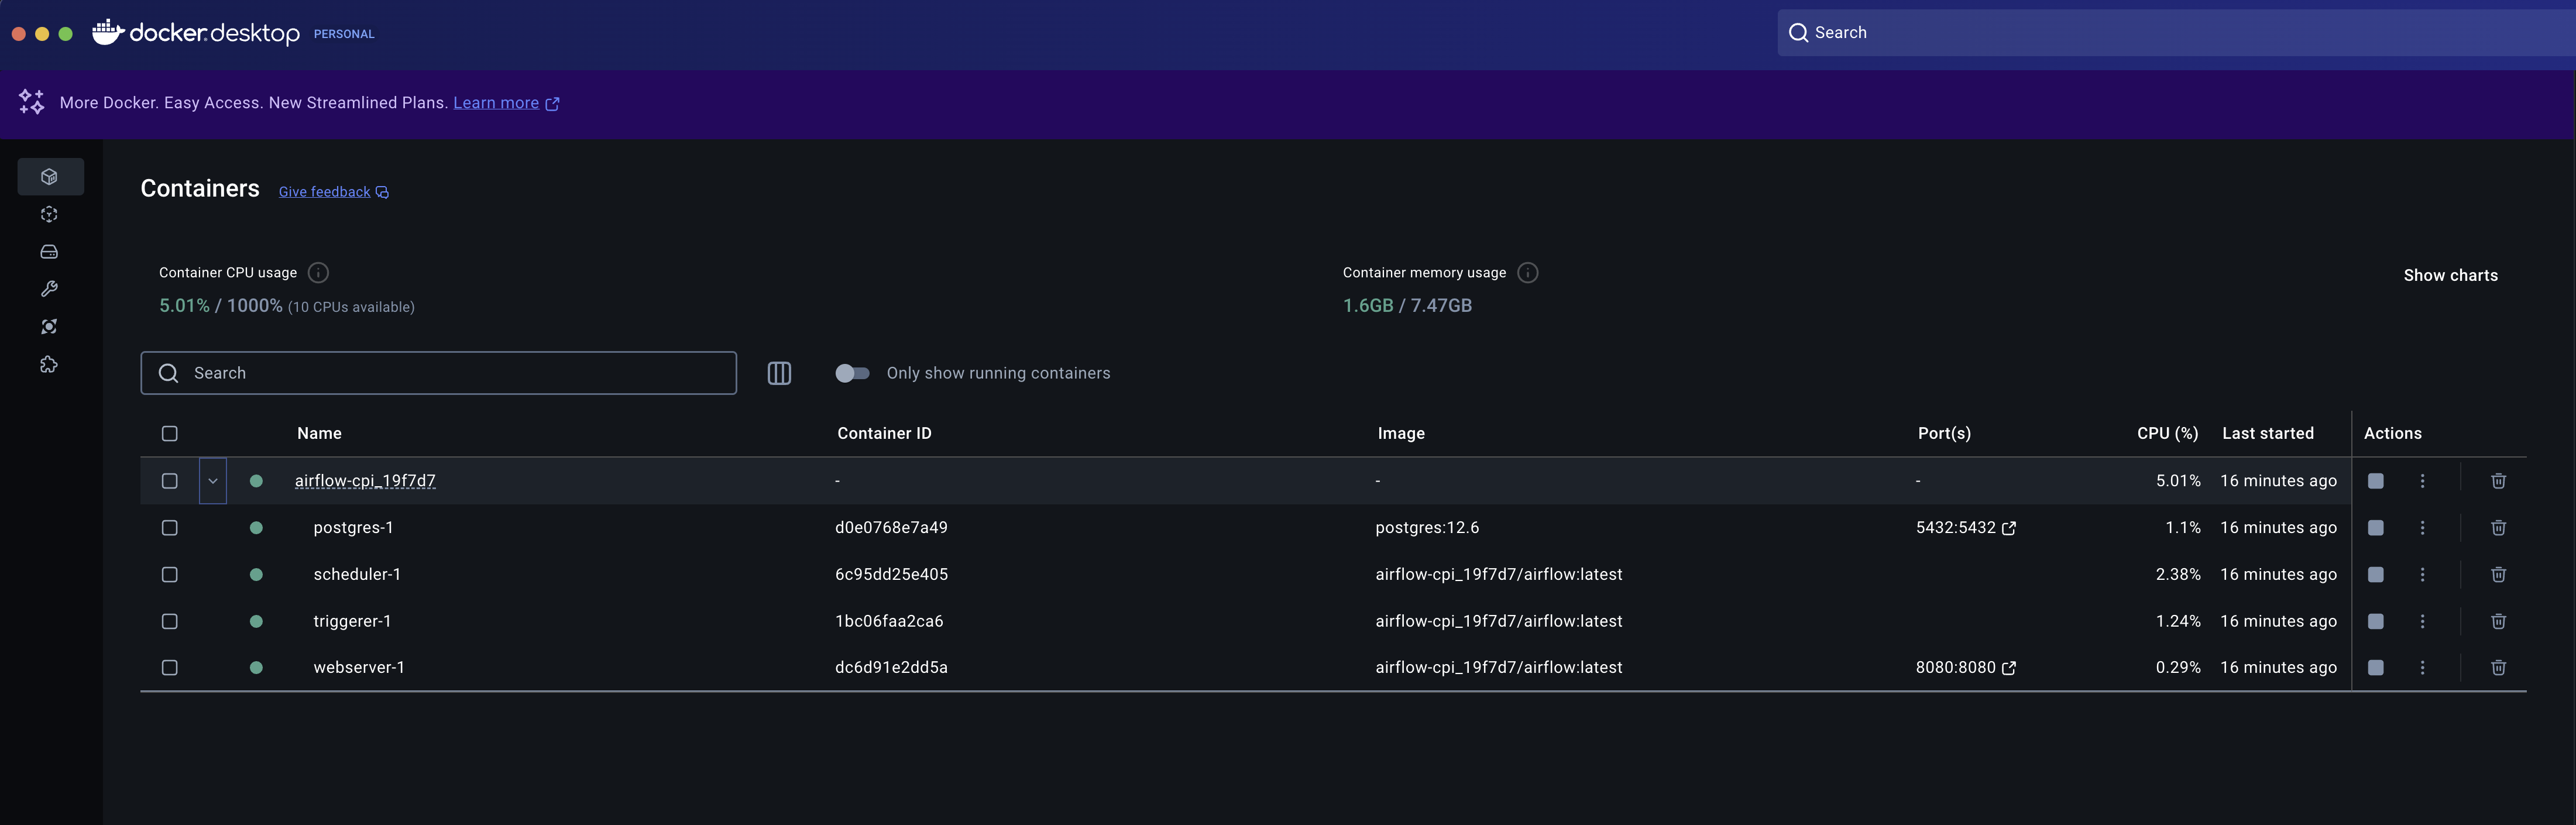 docker.desktop PERSONAL Search
More Docker. Easy Access. New Streamlined Plans. Learn more
Containers Give feedback
Container CPU usage Container memory usage
Show charts
5.01% / 1000% (10 CPUs available) 1.6GB / 7.47GB
Search Only show running containers
Name Container ID Image Port(s) CPU (%) Last started Actions
airflow-cpi_19f7d7 - - - 5.01% 16 minutes ago
postgres-1 d0e0768e7a49 postgres:12.6 5432:5432 1.1% 16 minutes ago
scheduler-1 6c95dd25e405 airflow-cpi_19f7d7/airflow:latest 2.38% 16 minutes ago
triggerer-1 1bc06faa2ca6 airflow-cpi_19f7d7/airflow:latest 1.24% 16 minutes ago
webserver-1 dc6d91e2dd5a airflow-cpi_19f7d7/airflow:latest 8080:8080 0.29% 16 minutes ago